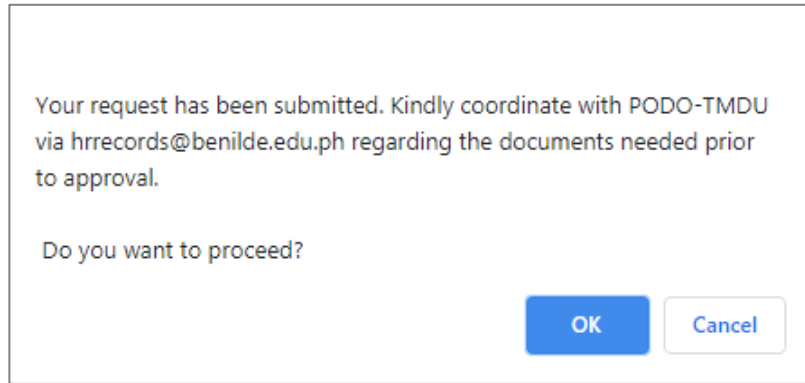 Your request has been submitted. Kindly coordinate with PODO-TMDU
via hrrecords@benilde.edu.ph regarding the documents needed prior
to approval.
Do you want to proceed?
OK
Cancel